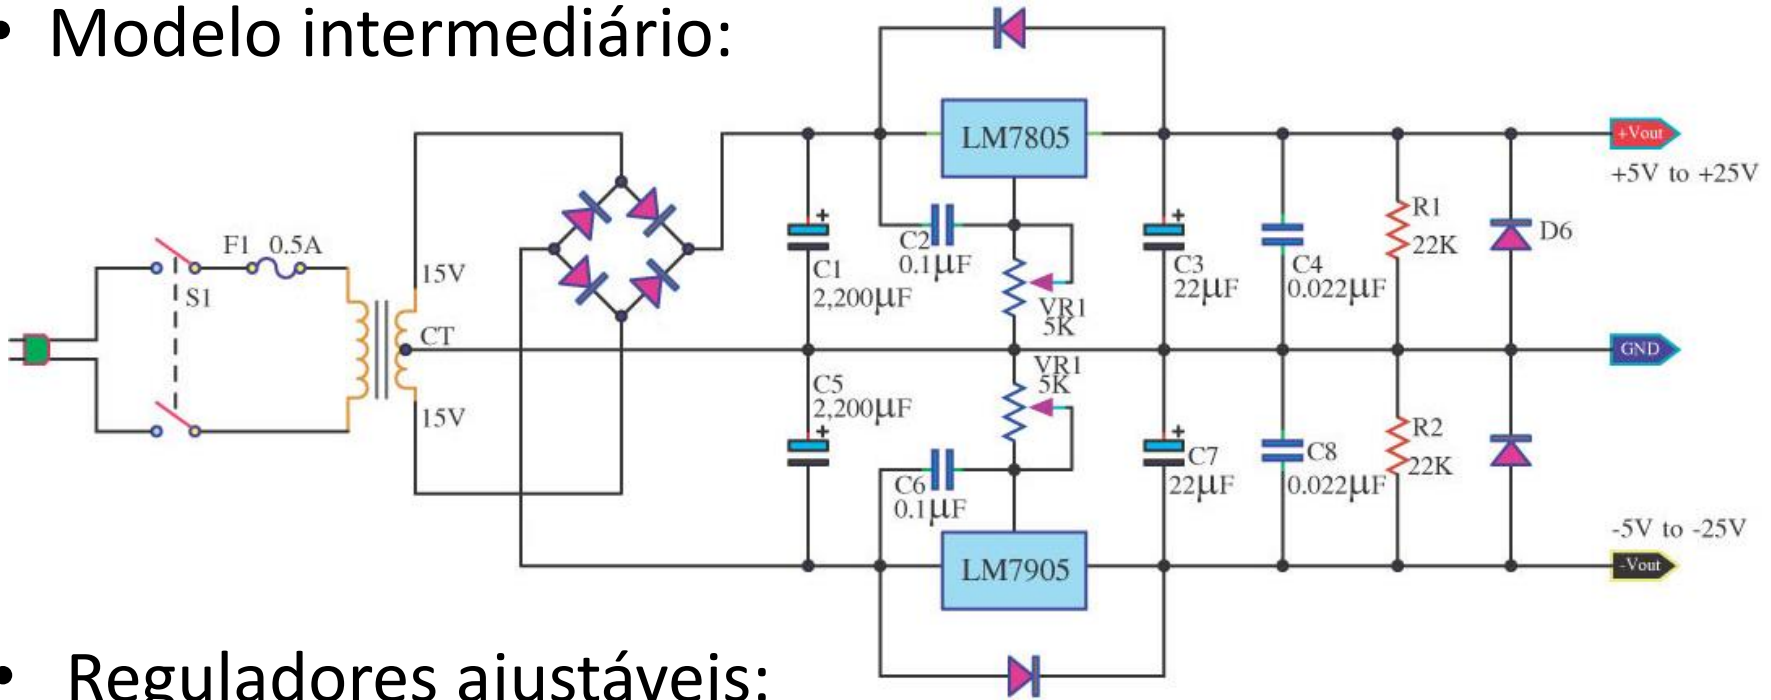 • Modelo intermediário:
LM7805
+Vout
+5V to +25V
F1 0.5A
S1
15V
CT
15V
C1
2,200µF
C2
0.1µF
VR1
5K
C3
22µF
C4
0.022µF
R1
22K
D6
GND
C5
2,200µF
VR1
5K
C6
0.1µF
C7
22µF
C8
0.022µF
R2
22K
LM7905
-5V to -25V
-Vout
• Reguladores ajustáveis: